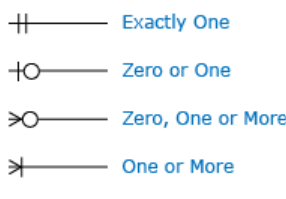 Exactly One
Zero or One
Zero, One or More
One or More